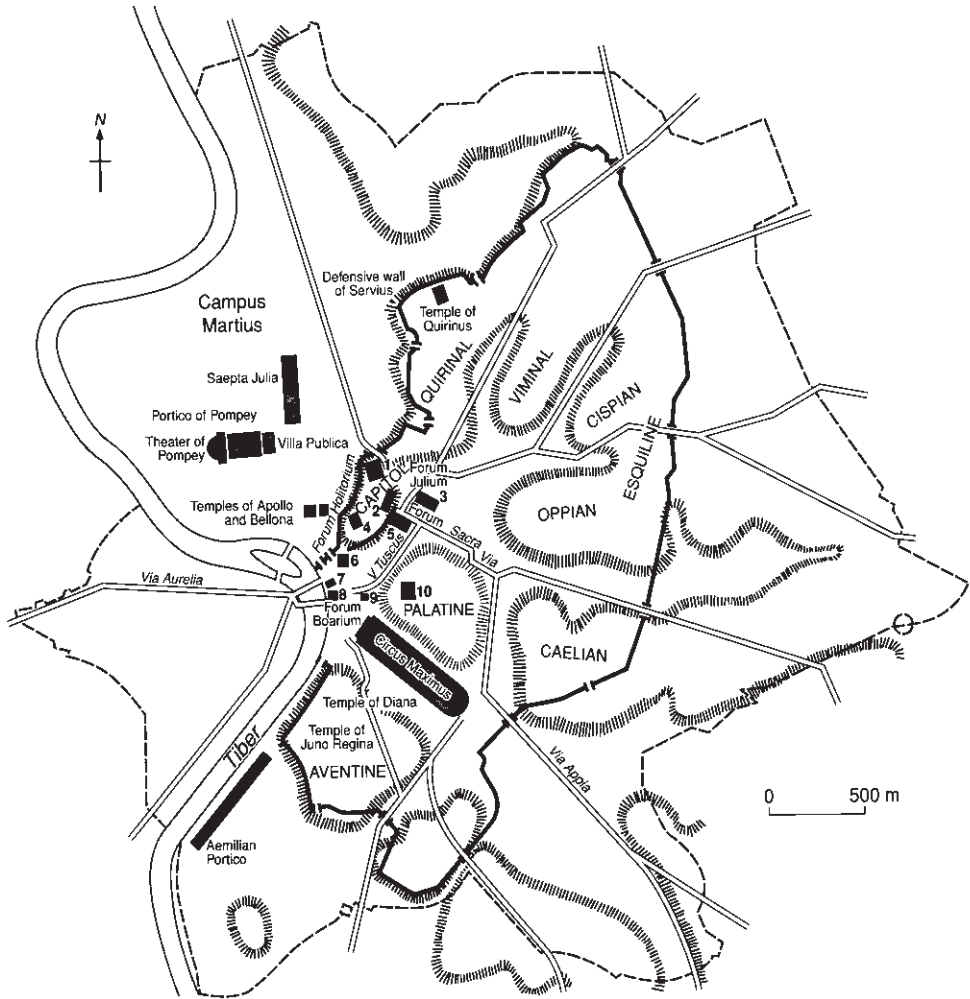 N
Defensive wall
of Servius
Campus
Martius
Temple of
Quirinus
QUIRINAL
VIMINAL
CISPIAN
Saepta Julia
Portico of Pompey
Theater of
Pompey
Villa Publica
ESQUILINE
Forum Holitorium
1
CAPITOL
Forum
Julium
2
3
Temples of Apollo
and Bellona
4
5
Forum
Sacra Via
OPPIAN
6
V. Tuscus
Via Aurelia
7
8
9
10
Forum
Boarium
PALATINE
Circus Maximus
CAELIAN
Temple of Diana
Temple of
Juno Regina
AVENTINE
Tiber
Via Appia
0 500 m
Aemilian
Portico